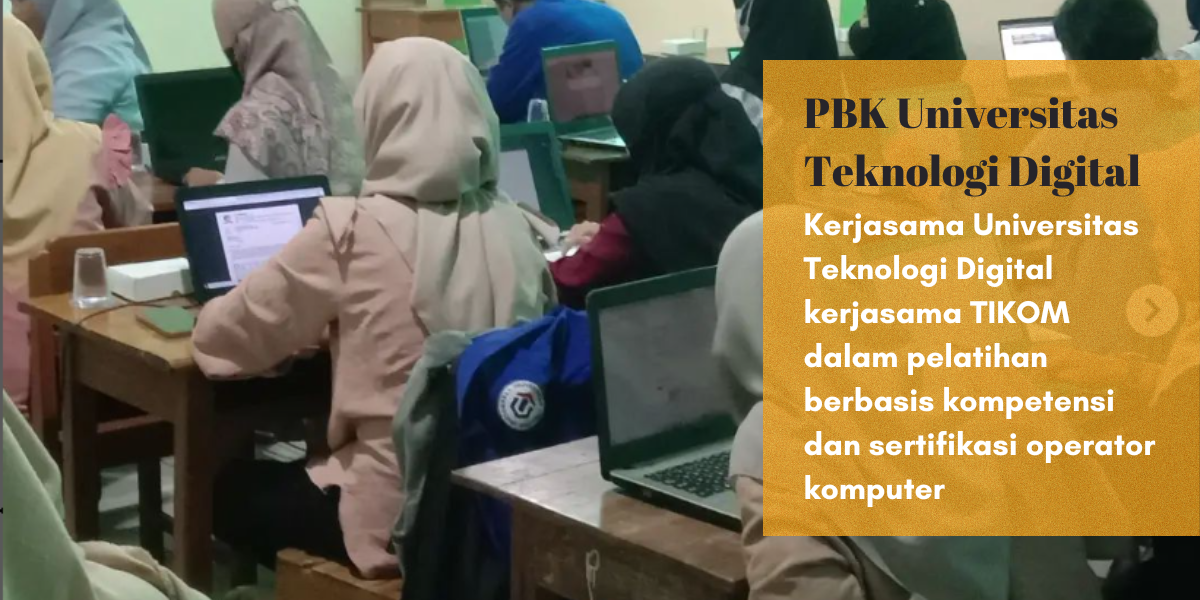 PBK Universitas
Teknologi Digital
Kerjasama Universitas
Teknologi Digital
kerjasama TIKOM
dalam pelatihan
berbasis kompetensi
dan sertifikasi operator
komputer